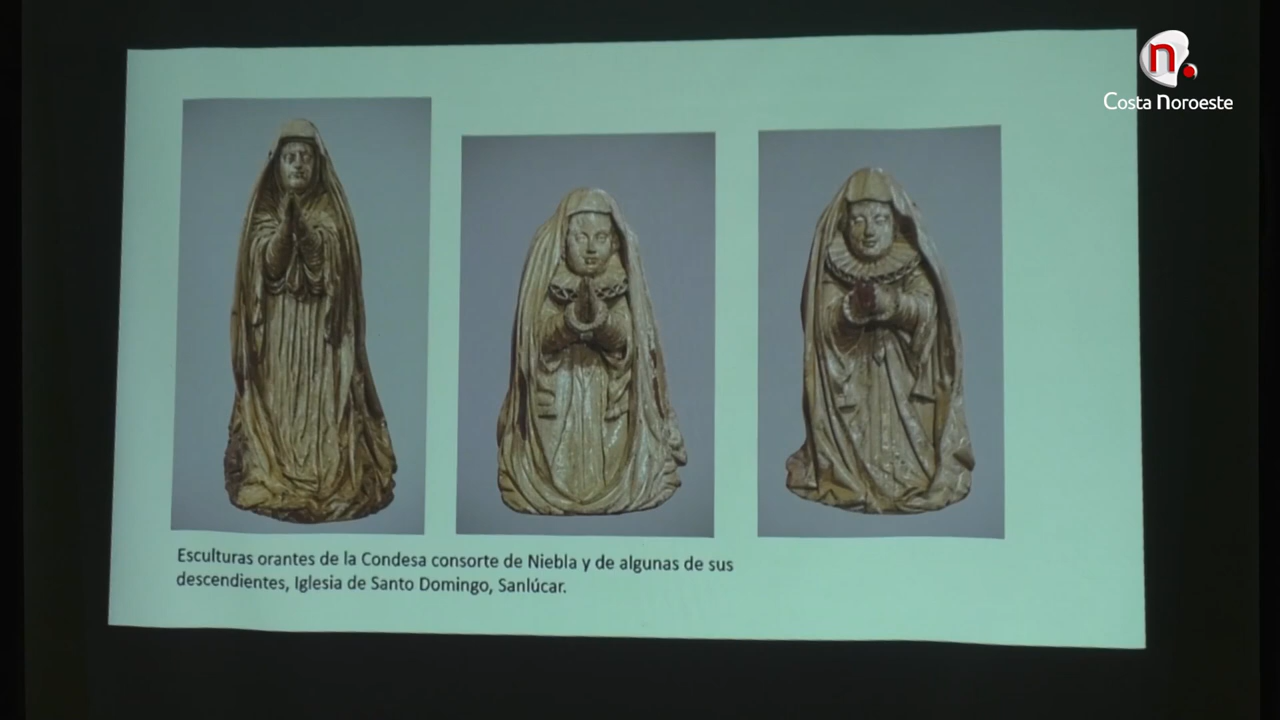 n.
Costa Noroeste
Esculturas orantes de la Condesa consorte de Niebla y de algunas de sus
descendientes, Iglesia de Santo Domingo, Sanlúcar.